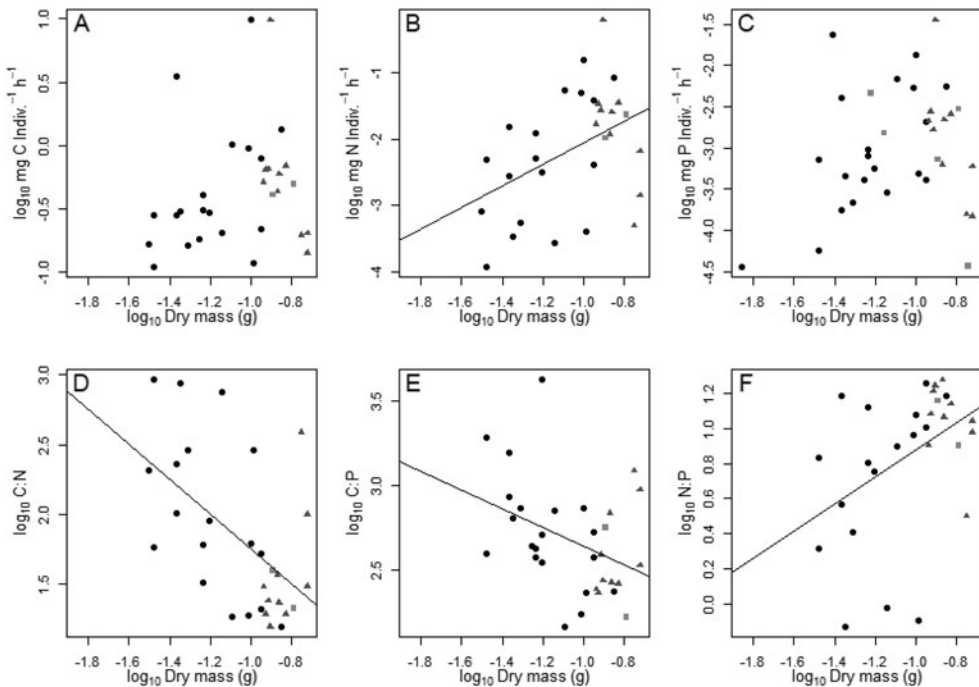 A
log₁₀ mg C Indiv.⁻¹ h⁻¹
1.0
0.5
0.0
-0.5
-1.0
-1.8 -1.6 -1.4 -1.2 -1.0 -0.8
log₁₀ Dry mass (g)
B
log₁₀ mg N Indiv.⁻¹ h⁻¹
-1
-2
-3
-4
-1.8 -1.6 -1.4 -1.2 -1.0 -0.8
log₁₀ Dry mass (g)
C
log₁₀ mg P Indiv.⁻¹ h⁻¹
-1.5
-2.0
-2.5
-3.0
-3.5
-4.0
-4.5
-1.8 -1.6 -1.4 -1.2 -1.0 -0.8
log₁₀ Dry mass (g)
D
log₁₀ C:N
3.0
2.5
2.0
1.5
-1.8 -1.6 -1.4 -1.2 -1.0 -0.8
log₁₀ Dry mass (g)
E
log₁₀ C:P
3.5
3.0
2.5
-1.8 -1.6 -1.4 -1.2 -1.0 -0.8
log₁₀ Dry mass (g)
F
log₁₀ N:P
1.2
0.8
0.4
0.0
-1.8 -1.6 -1.4 -1.2 -1.0 -0.8
log₁₀ Dry mass (g)